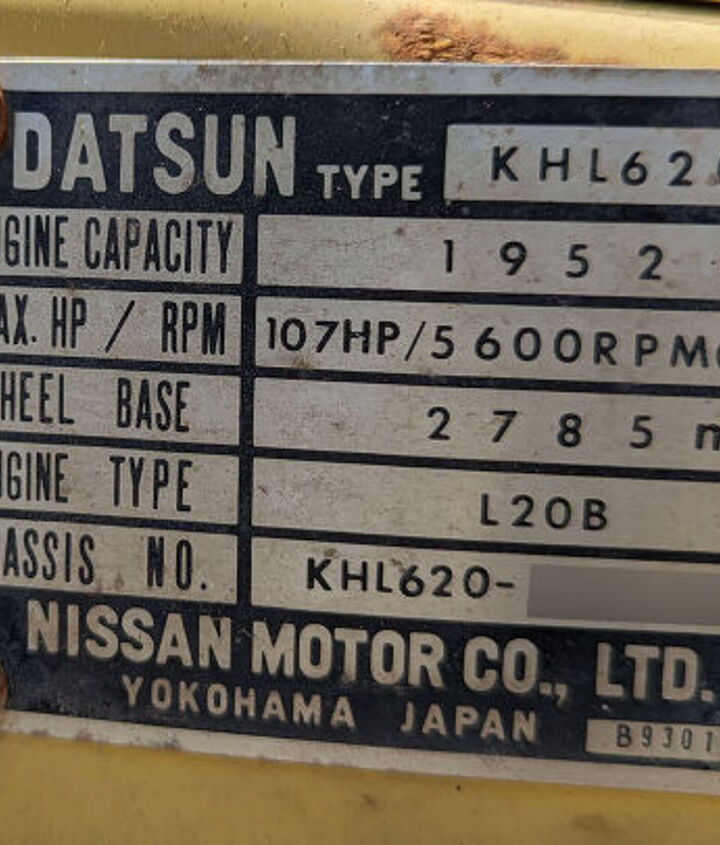 DATSUN TYPE KHL62
GINE CAPACITY 1952
AX. HP / RPM 107HP/5600RPM
HEEL BASE 2785
GINE TYPE L20B
ASSIS NO. KHL620-
NISSAN MOTOR CO., LTD.
YOKOHAMA JAPAN B9301